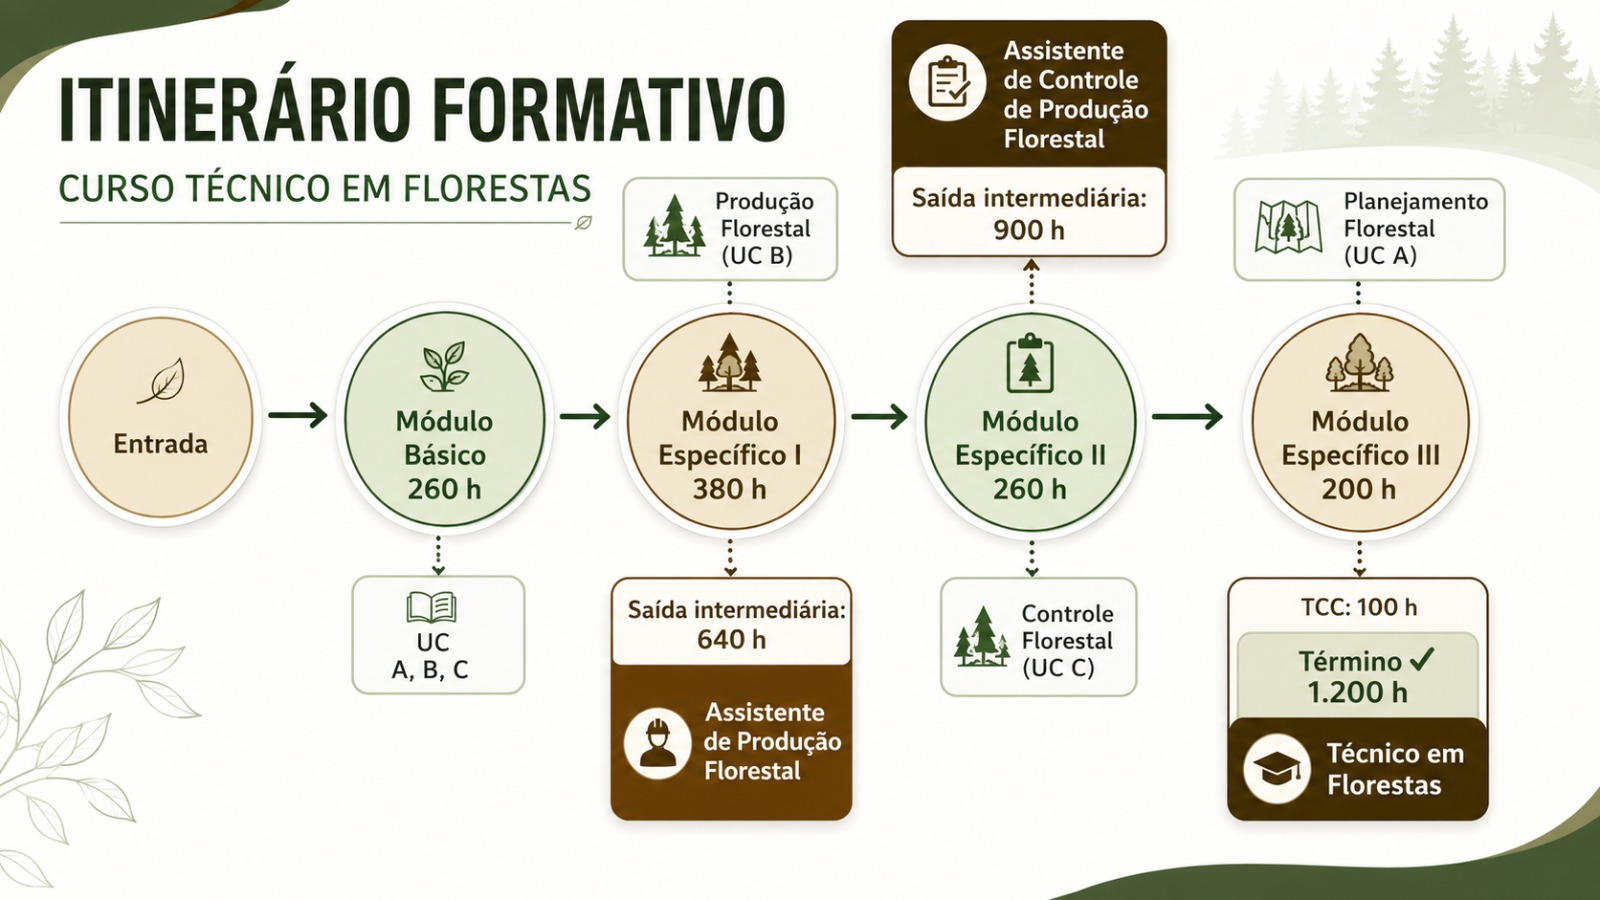 ITINERÁRIO FORMATIVO
CURSO TÉCNICO EM FLORESTAS
Assistente
de Controle
de Produção
Florestal
Saída intermediária:
900 h
Produção
Florestal
(UC B)
Planejamento
Florestal
(UC A)
Entrada
Módulo
Básico
260 h
Módulo
Específico I
380 h
Módulo
Específico II
260 h
Módulo
Específico III
200 h
UC
A, B, C
Saída intermediária:
640 h
Assistente
de Produção
Florestal
Controle
Florestal
(UC C)
TCC: 100 h
Término ✓
1.200 h
Técnico em
Florestas